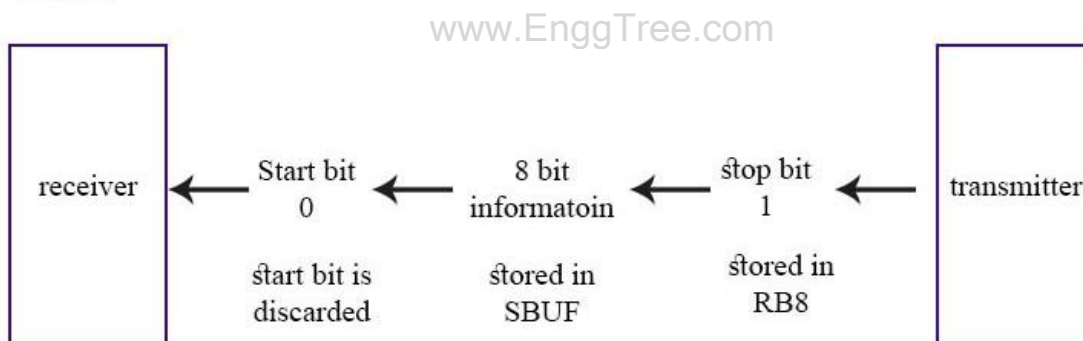 www.EnggTree.com
receiver
Start bit
0
start bit is
discarded
8 bit
informatoin
stored in
SBUF
stop bit
1
stored in
RB8
transmitter